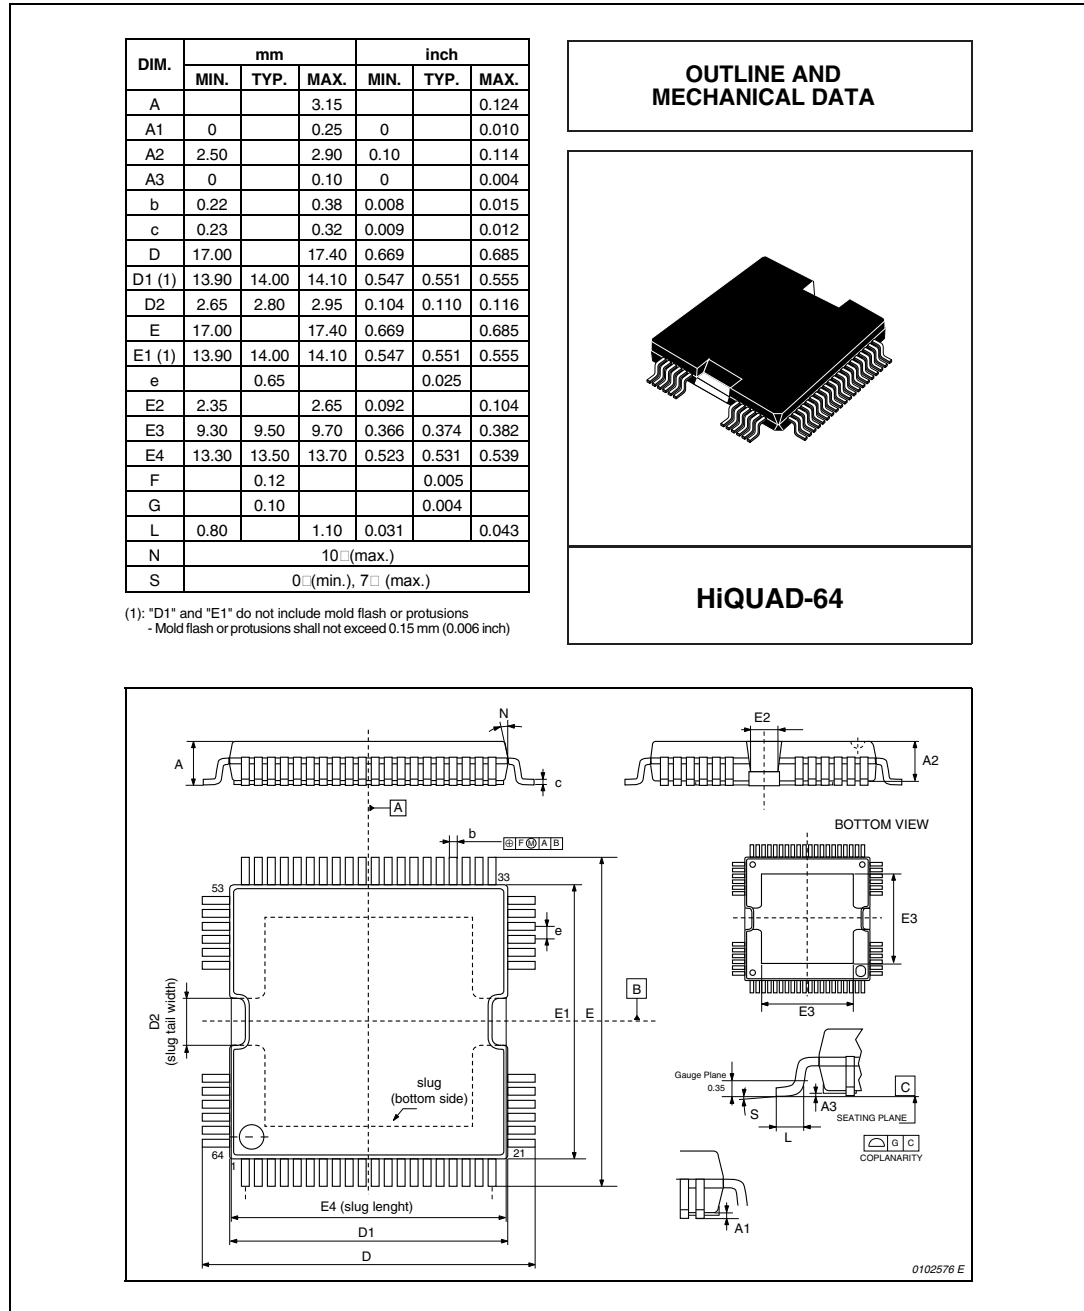 DIM. mm inch
MIN. TYP. MAX. MIN. TYP. MAX.
A 3.15 0.124
A1 0 0.25 0 0.010
A2 2.50 2.90 0.10 0.114
A3 0 0.10 0 0.004
b 0.22 0.38 0.008 0.015
c 0.23 0.32 0.009 0.012
D 17.00 17.40 0.669 0.685
D1 (1) 13.90 14.00 14.10 0.547 0.551 0.555
D2 2.65 2.80 2.95 0.104 0.110 0.116
E 17.00 17.40 0.669 0.685
E1 (1) 13.90 14.00 14.10 0.547 0.551 0.555
e 0.65 0.025
E2 2.35 2.65 0.092 0.104
E3 9.30 9.50 9.70 0.366 0.374 0.382
E4 13.30 13.50 13.70 0.523 0.531 0.539
F 0.12 0.005
G 0.10 0.004
L 0.80 1.10 0.031 0.043
N 10□(max.)
S 0□(min.), 7□ (max.)
(1): "D1" and "E1" do not include mold flash or protusions
- Mold flash or protusions shall not exceed 0.15 mm (0.006 inch)
OUTLINE AND
MECHANICAL DATA
HiQUAD-64
N
A
c
A
E2
A2
BOTTOM VIEW
b
⊕ F Ⓜ A B
53
33
e
E3
E3
B
D2
(slug tail width)
E1
E
slug
(bottom side)
Gauge Plane
0.35
S
L
A3
C
SEATING PLANE
G C
COPLANARITY
64
1
21
E4 (slug lenght)
D1
D
A1
0102576 E